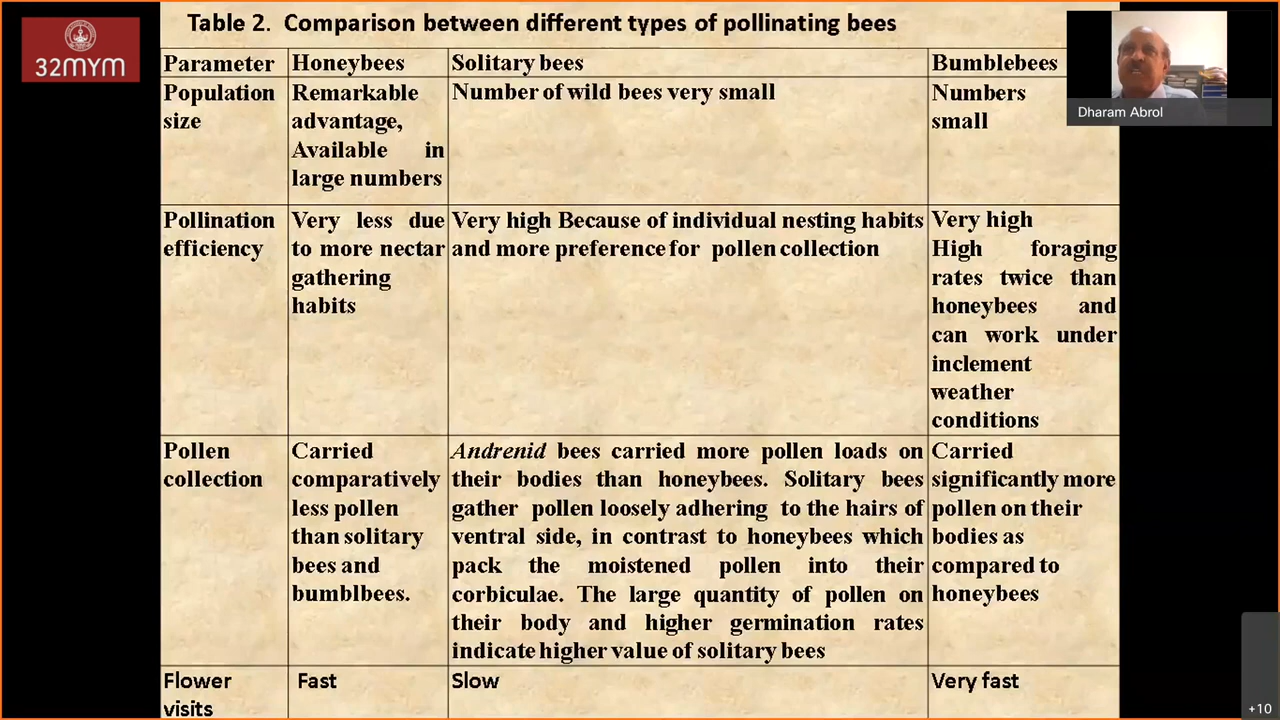 Table 2. Comparison between different types of pollinating bees
32MYM
Dharam Abrol
Parameter
Honeybees
Solitary bees
Bumblebees
Population
size
Remarkable
advantage,
Available in
large numbers
Number of wild bees very small
Numbers
small
Pollination
efficiency
Very less due
to more nectar
gathering
habits
Very high Because of individual nesting habits
and more preference for pollen collection
Very high
High foraging
rates twice than
honeybees and
can work under
inclement
weather
conditions
Pollen
collection
Carried
comparatively
less pollen
than solitary
bees and
bumblbees.
Andrenid bees carried more pollen loads on
their bodies than honeybees. Solitary bees
gather pollen loosely adhering to the hairs of
ventral side, in contrast to honeybees which
pack the moistened pollen into their
corbiculae. The large quantity of pollen on
their body and higher germination rates
indicate higher value of solitary bees
Carried
significantly more
pollen on their
bodies as
compared to
honeybees
Flower
visits
Fast
Slow
Very fast
+10